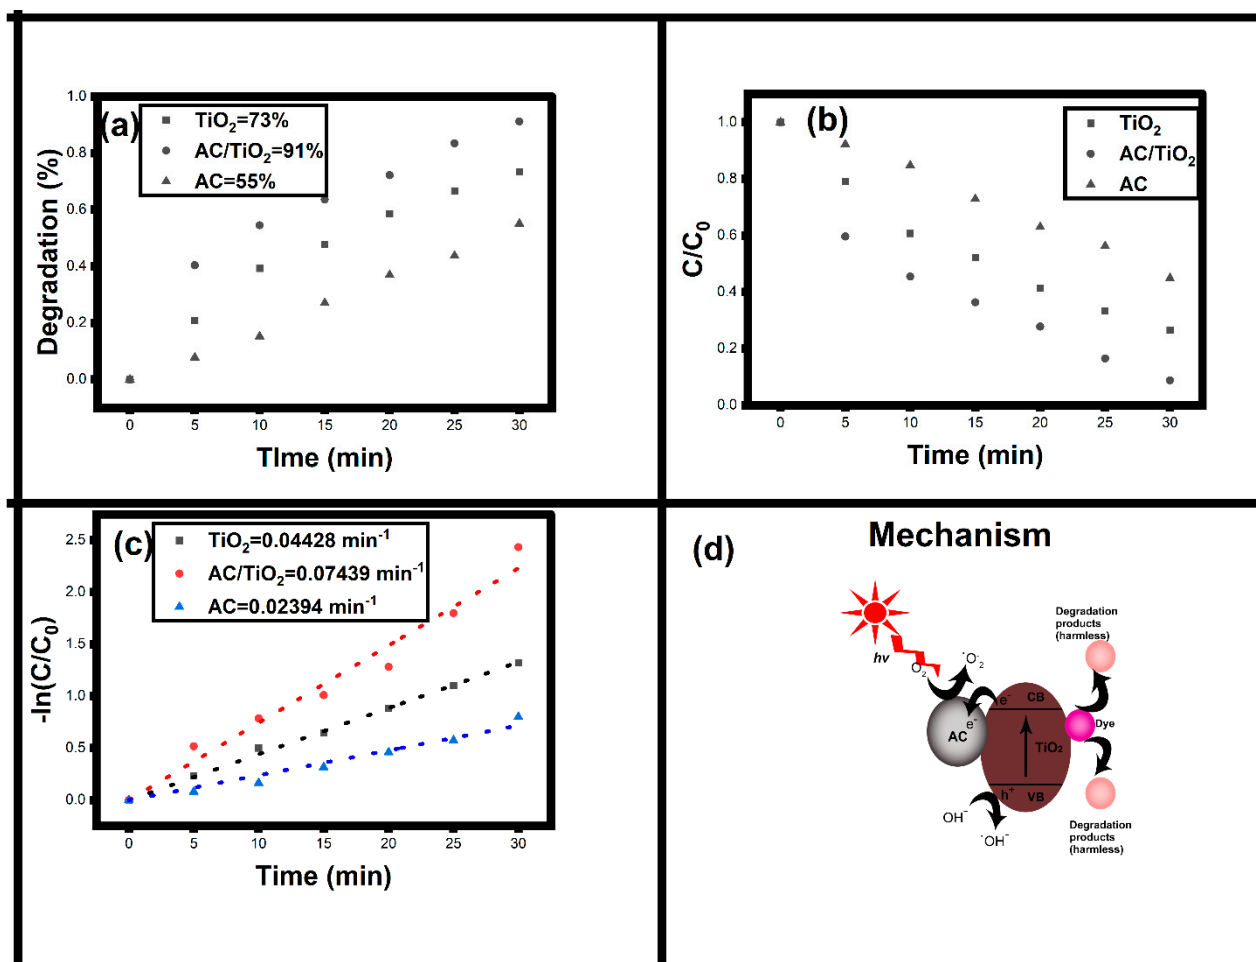 (a)
TiO₂=73%
AC/TiO₂=91%
AC=55%
Degradation (%)
1.0
0.8
0.6
0.4
0.2
0.0
0 5 10 15 20 25 30
TIme (min)
(b)
TiO₂
AC/TiO₂
AC
C/C₀
1.0
0.8
0.6
0.4
0.2
0.0
0 5 10 15 20 25 30
Time (min)
(c)
TiO₂=0.04428 min⁻¹
AC/TiO₂=0.07439 min⁻¹
AC=0.02394 min⁻¹
-ln(C/C₀)
2.5
2.0
1.5
1.0
0.5
0.0
0 5 10 15 20 25 30
Time (min)
(d)
Mechanism
Degradation
products
(harmless)
hv
O₂
·O⁻₂
e⁻
CB
e⁻
AC
Dye
TiO₂
h⁺
VB
OH⁻
·OH⁻
Degradation
products
(harmless)